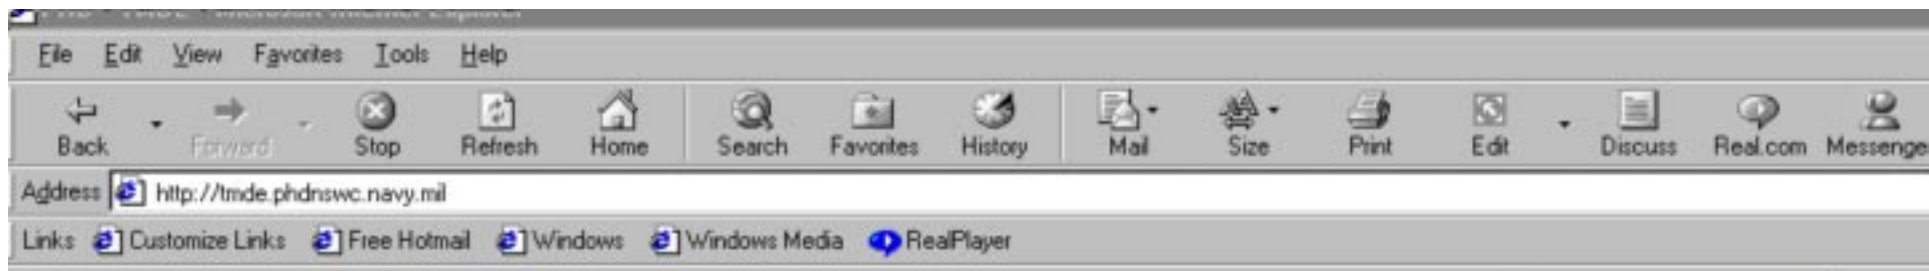 File Edit View Favorites Tools Help
Back Forward Stop Refresh Home Search Favorites History Mail Size Print Edit Discuss Real.com Messenge
Address http://tmde.phdnswc.navy.mil
Links Customize Links Free Hotmail Windows Windows Media RealPlayer